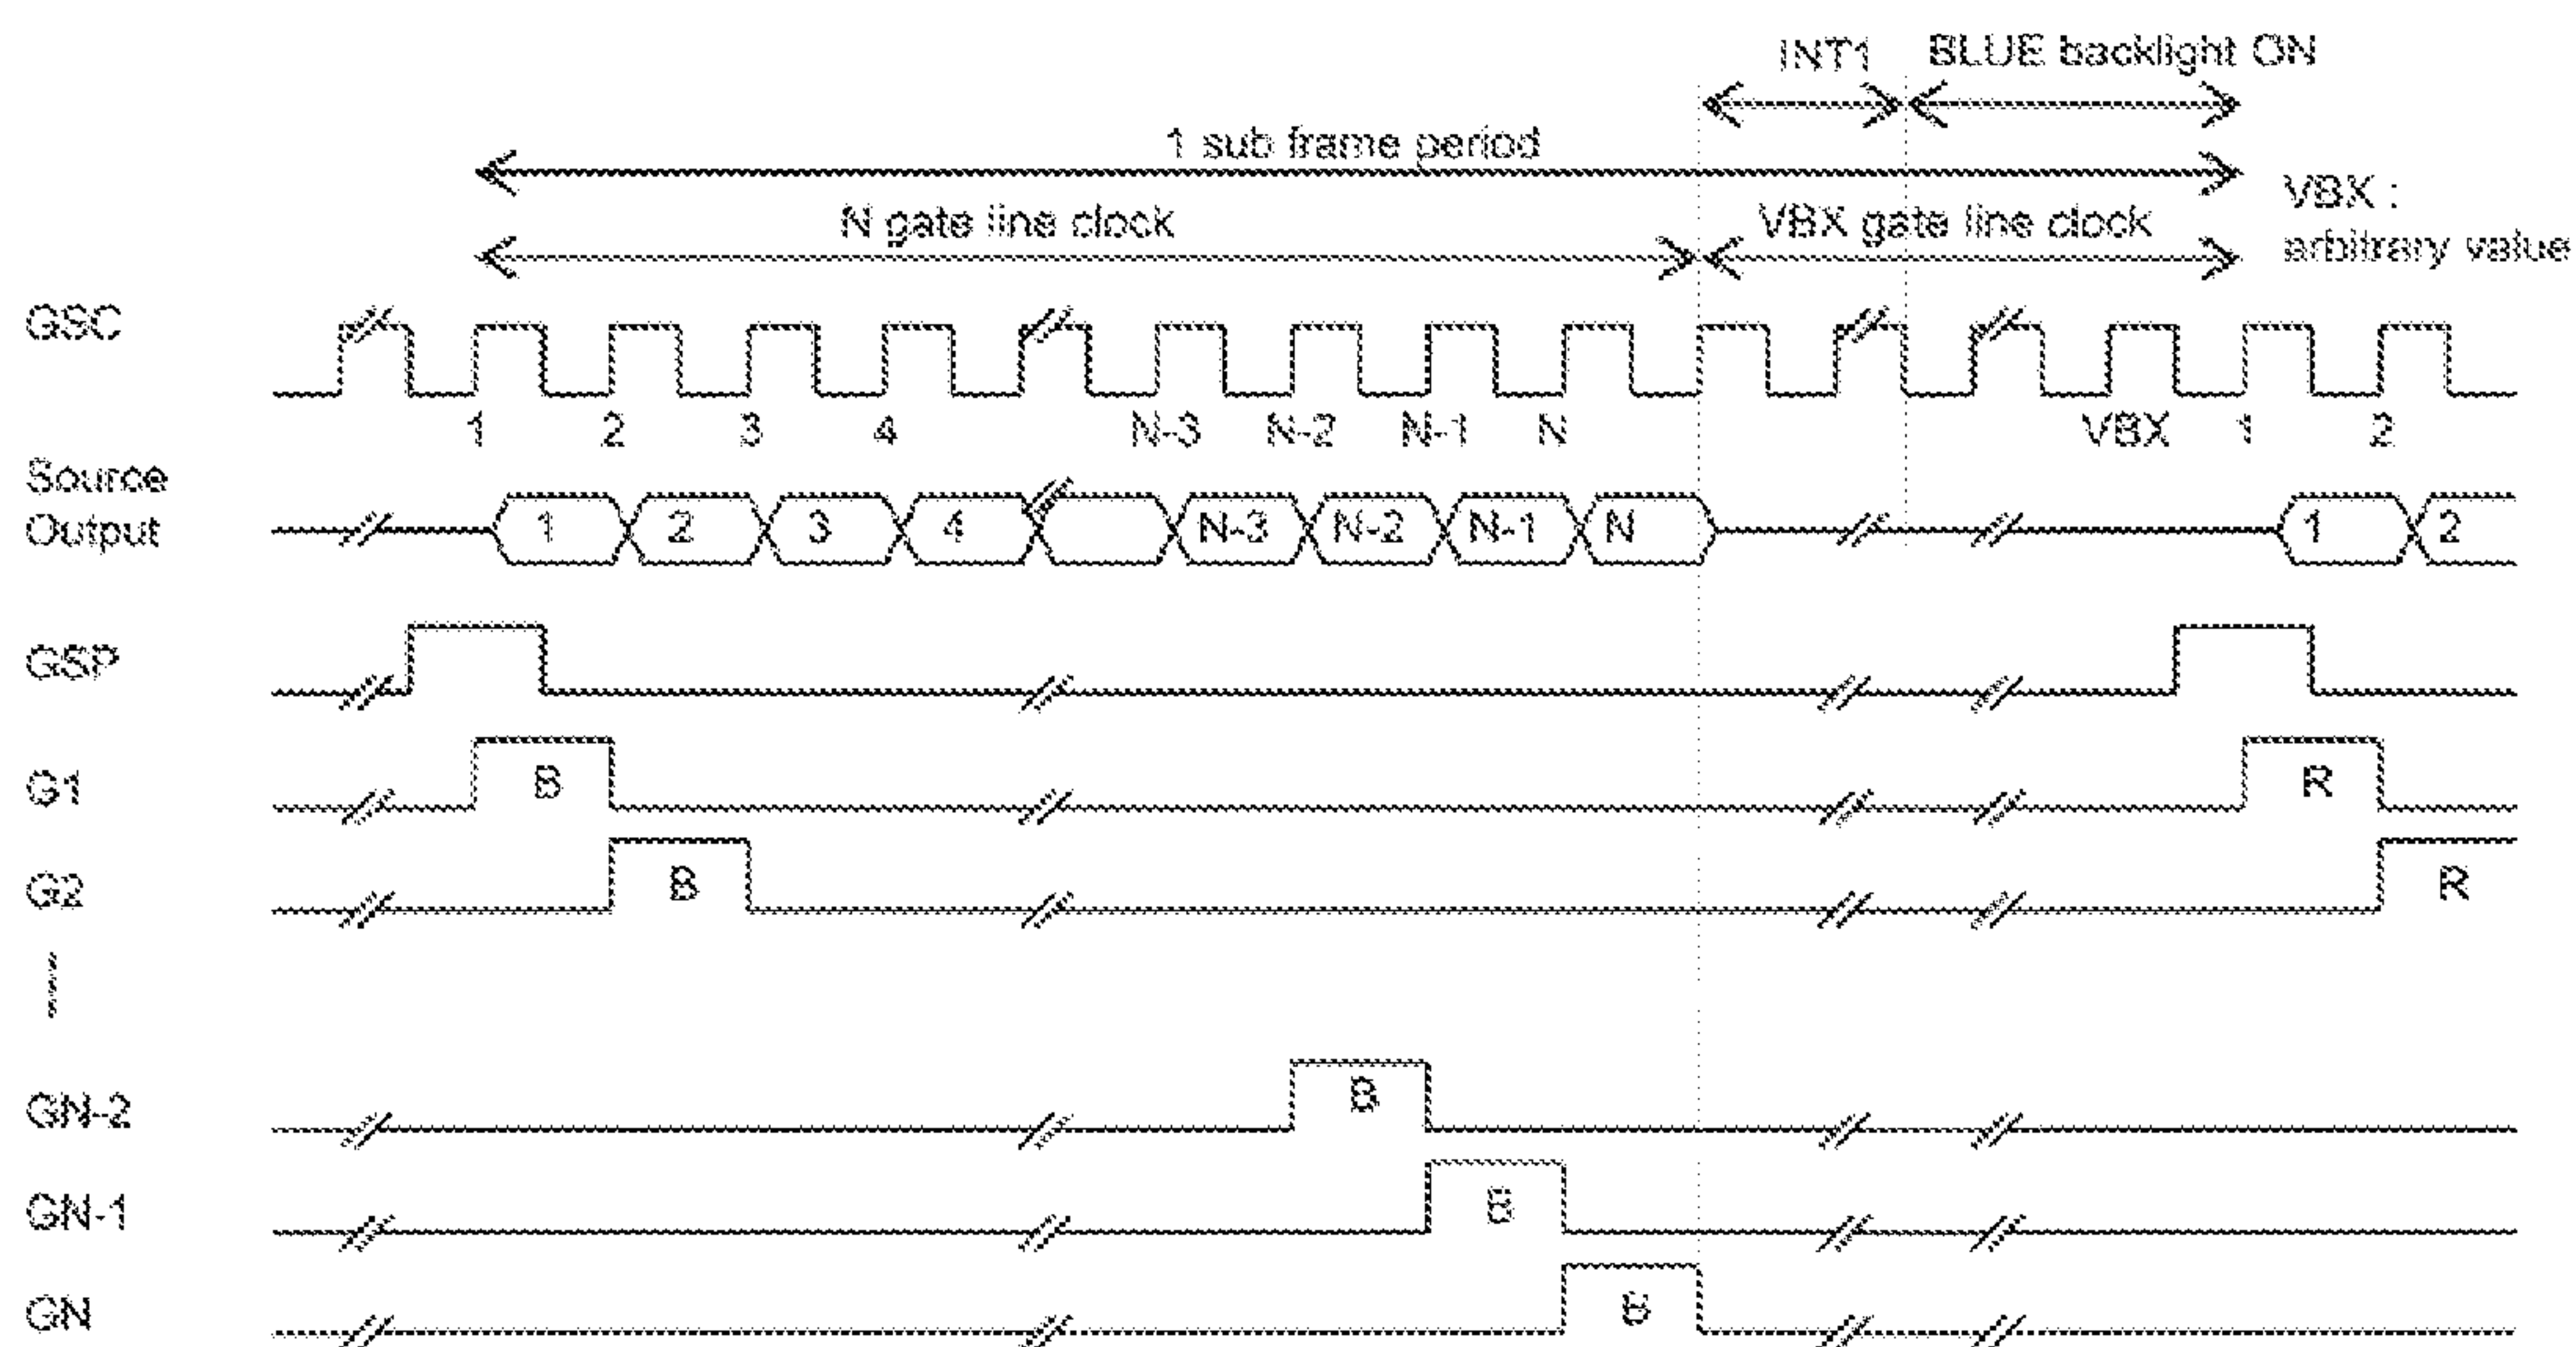 INT1 BLUE backlight ON
1 sub frame period
N gate line clock VBX gate line clock VBX :
arbitrary value
GSC
1 2 3 4 N-3 N-2 N-1 N VBX 1 2
Source
Output
1 2 3 4 N-3 N-2 N-1 N 1 2
GSP
G1 B R
G2 B R
GN-2 B
GN-1 B
GN B